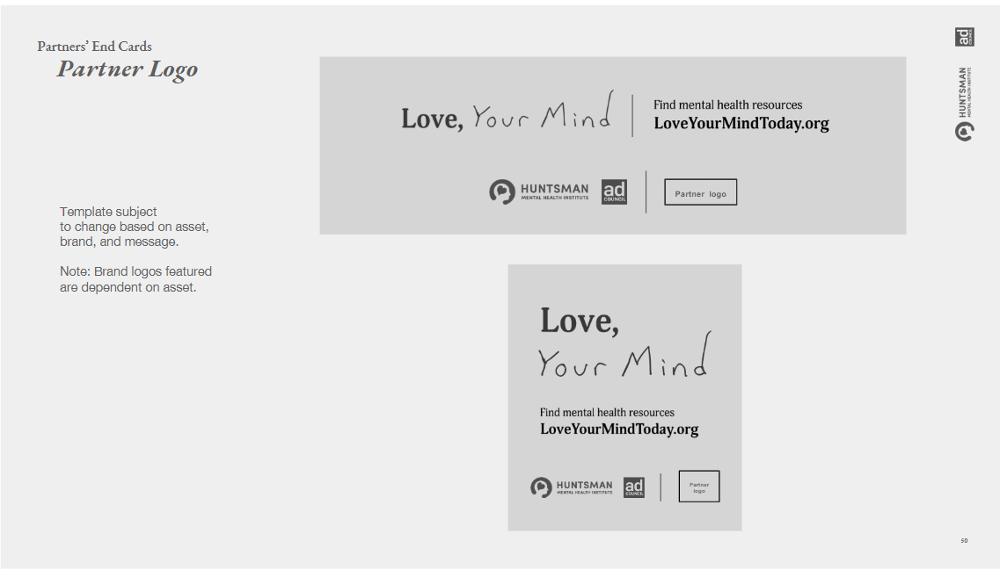 Partners’ End Cards
Partner Logo
Template subject
to change based on asset,
brand, and message.
Note: Brand logos featured
are dependent on asset.
Love, Your Mind
Find mental health resources
LoveYourMindToday.org
HUNTSMAN
MENTAL HEALTH INSTITUTE
ad
COUNCIL
Partner logo
Love,
Your Mind
Find mental health resources
LoveYourMindToday.org
HUNTSMAN
MENTAL HEALTH INSTITUTE
ad
COUNCIL
Partner
logo
ad
COUNCIL
HUNTSMAN
MENTAL HEALTH INSTITUTE
50